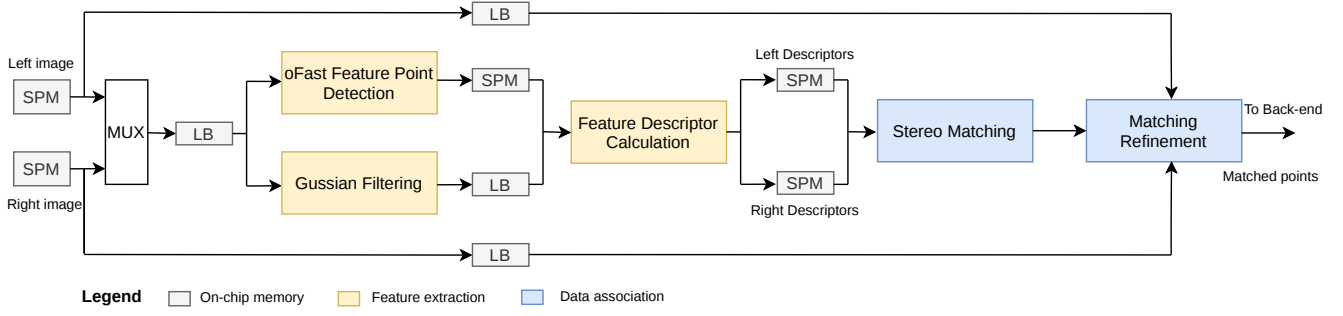 LB
Left image
SPM
MUX
LB
oFast Feature Point
Detection
SPM
Left Descriptors
SPM
Feature Descriptor
Calculation
Stereo Matching
Matching
Refinement
To Back-end
Matched points
SPM
Right image
Gussian Filtering
LB
SPM
Right Descriptors
LB
Legend
On-chip memory
Feature extraction
Data association